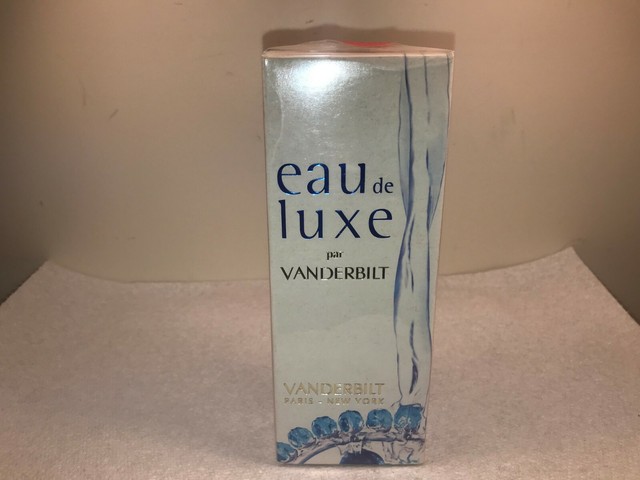 eau de
luxe
par
VANDERBILT
VANDERBILT
PARIS - NEW YORK